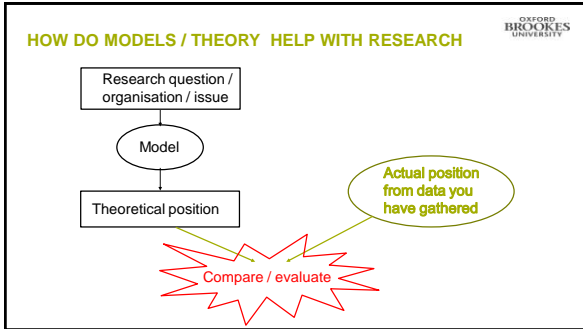 OXFORD
BROOKES
UNIVERSITY
HOW DO MODELS / THEORY HELP WITH RESEARCH
Research question /
organisation / issue
Model
Theoretical position
Actual position
from data you
have gathered
Compare / evaluate